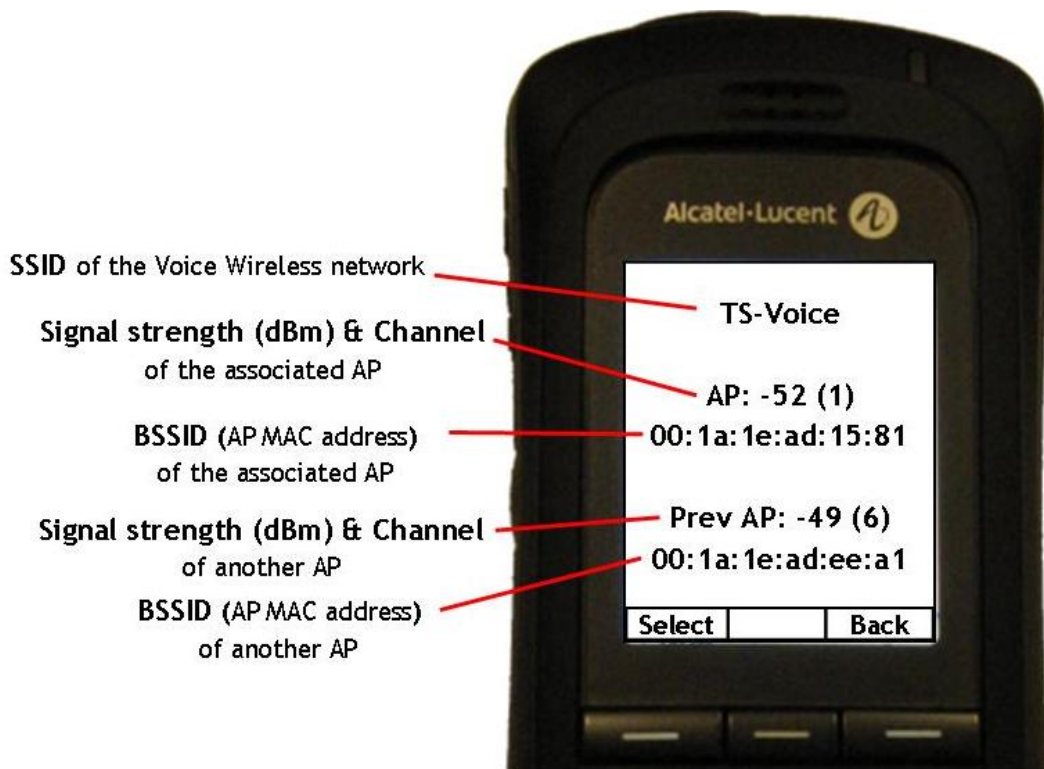 Alcatel·Lucent
SSID of the Voice Wireless network
TS-Voice
Signal strength (dBm) & Channel
of the associated AP
AP: -52 (1)
BSSID (AP MAC address)
of the associated AP
00:1a:1e:ad:15:81
Signal strength (dBm) & Channel
of another AP
Prev AP: -49 (6)
BSSID (AP MAC address)
of another AP
00:1a:1e:ad:ee:a1
Select
Back